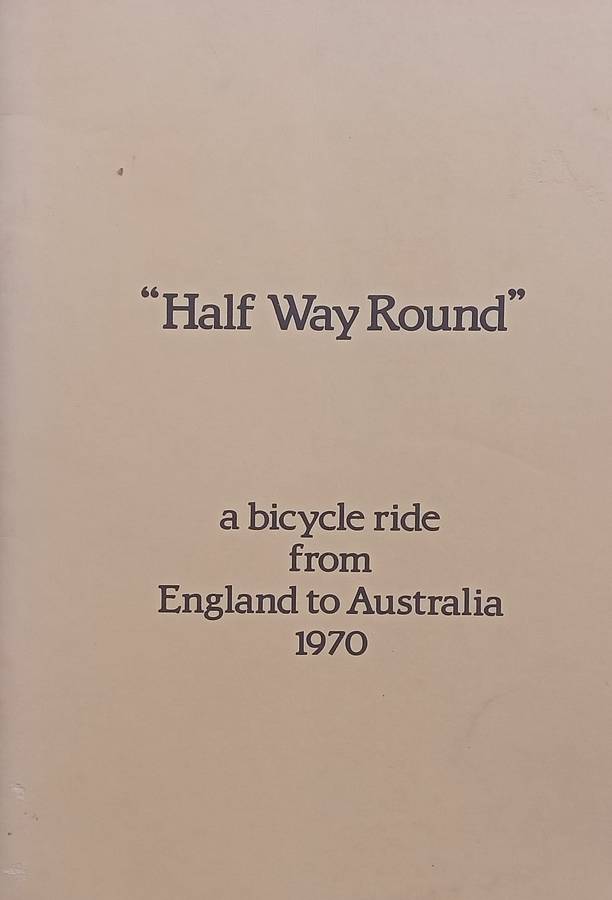 “Half Way Round”
a bicycle ride
from
England to Australia
1970